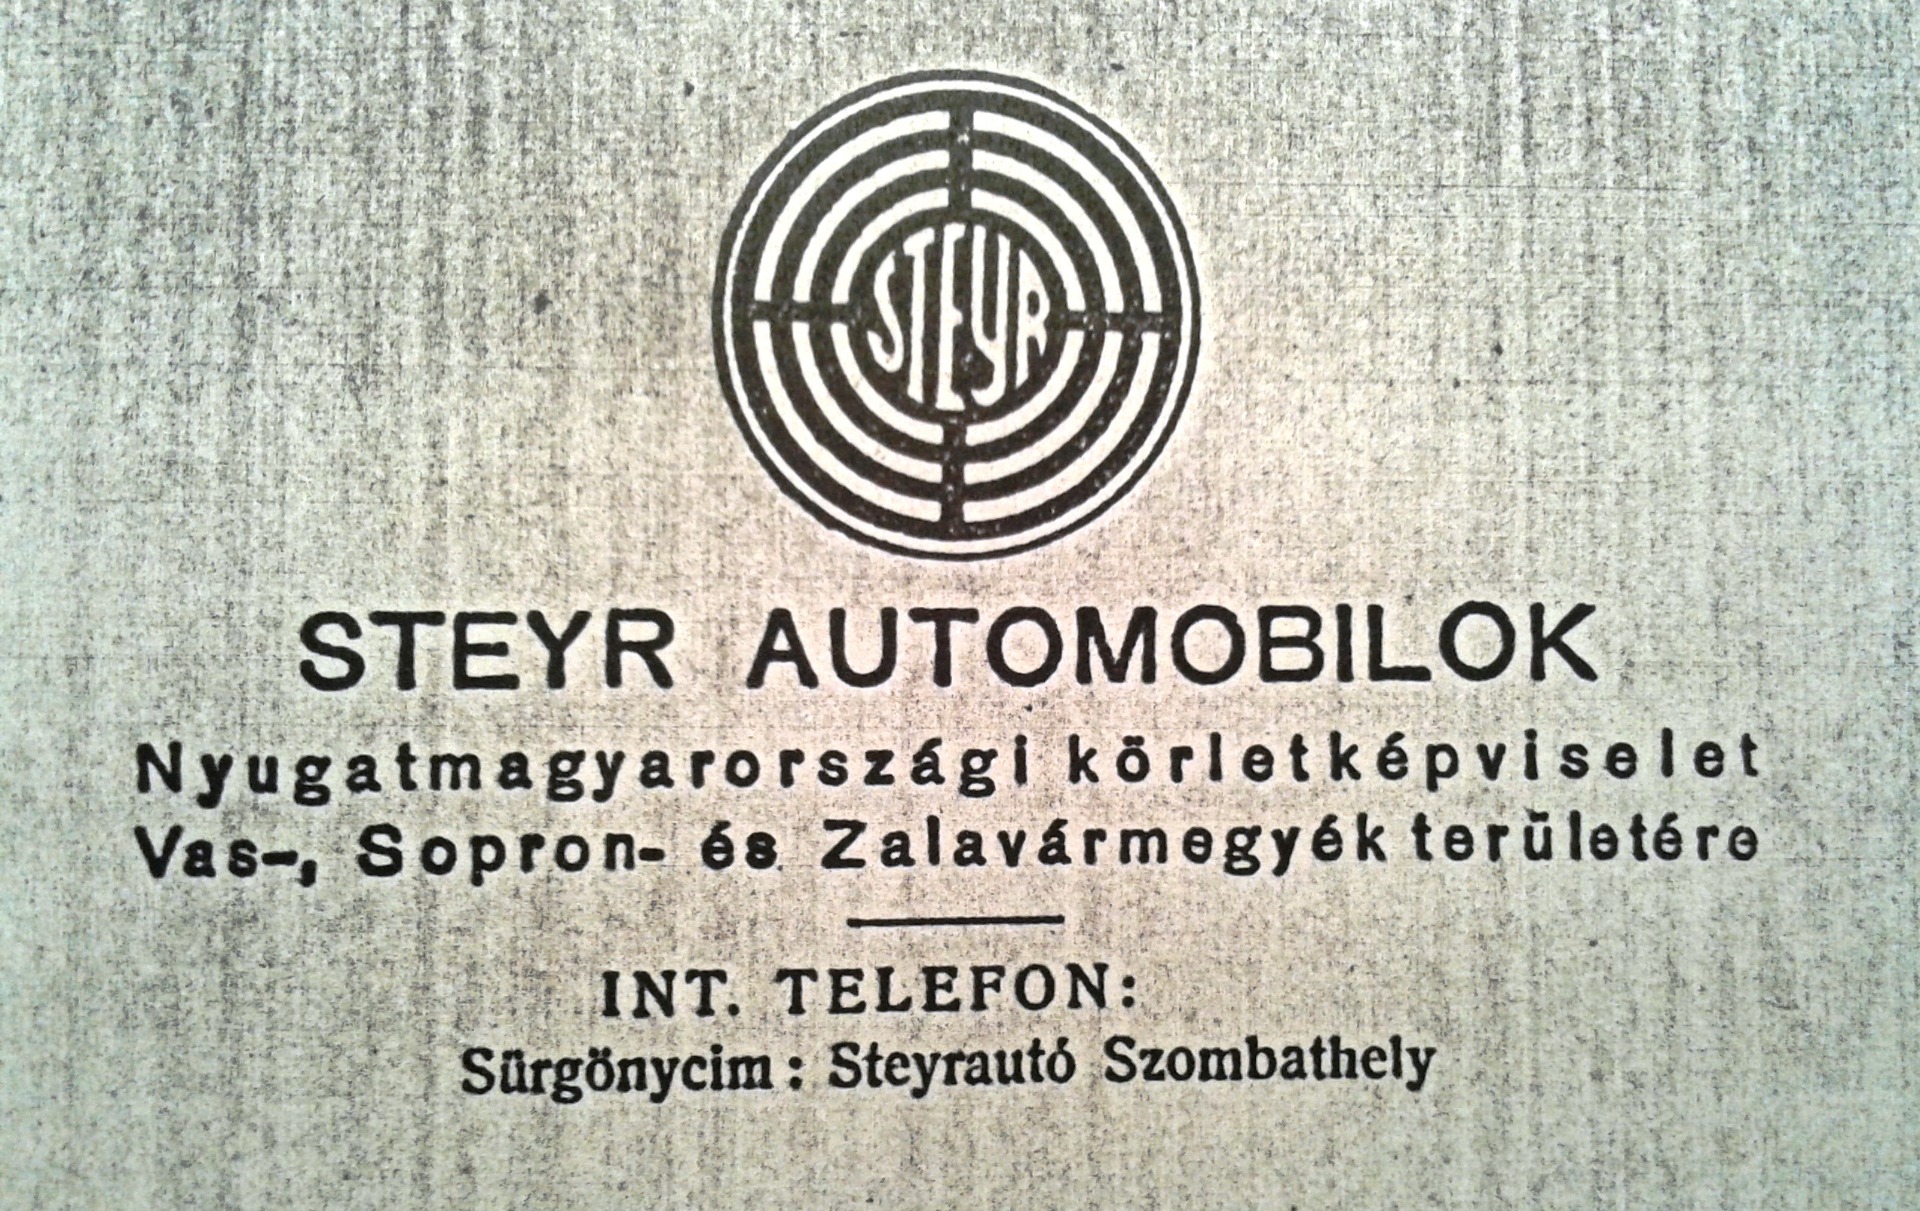 STEYR
STEYR AUTOMOBILOK
Nyugatmagyarországi körletképviselet
Vas-, Sopron- és Zalavármegyék területére
INT. TELEFON:
Sürgönycim: Steyrautó Szombathely